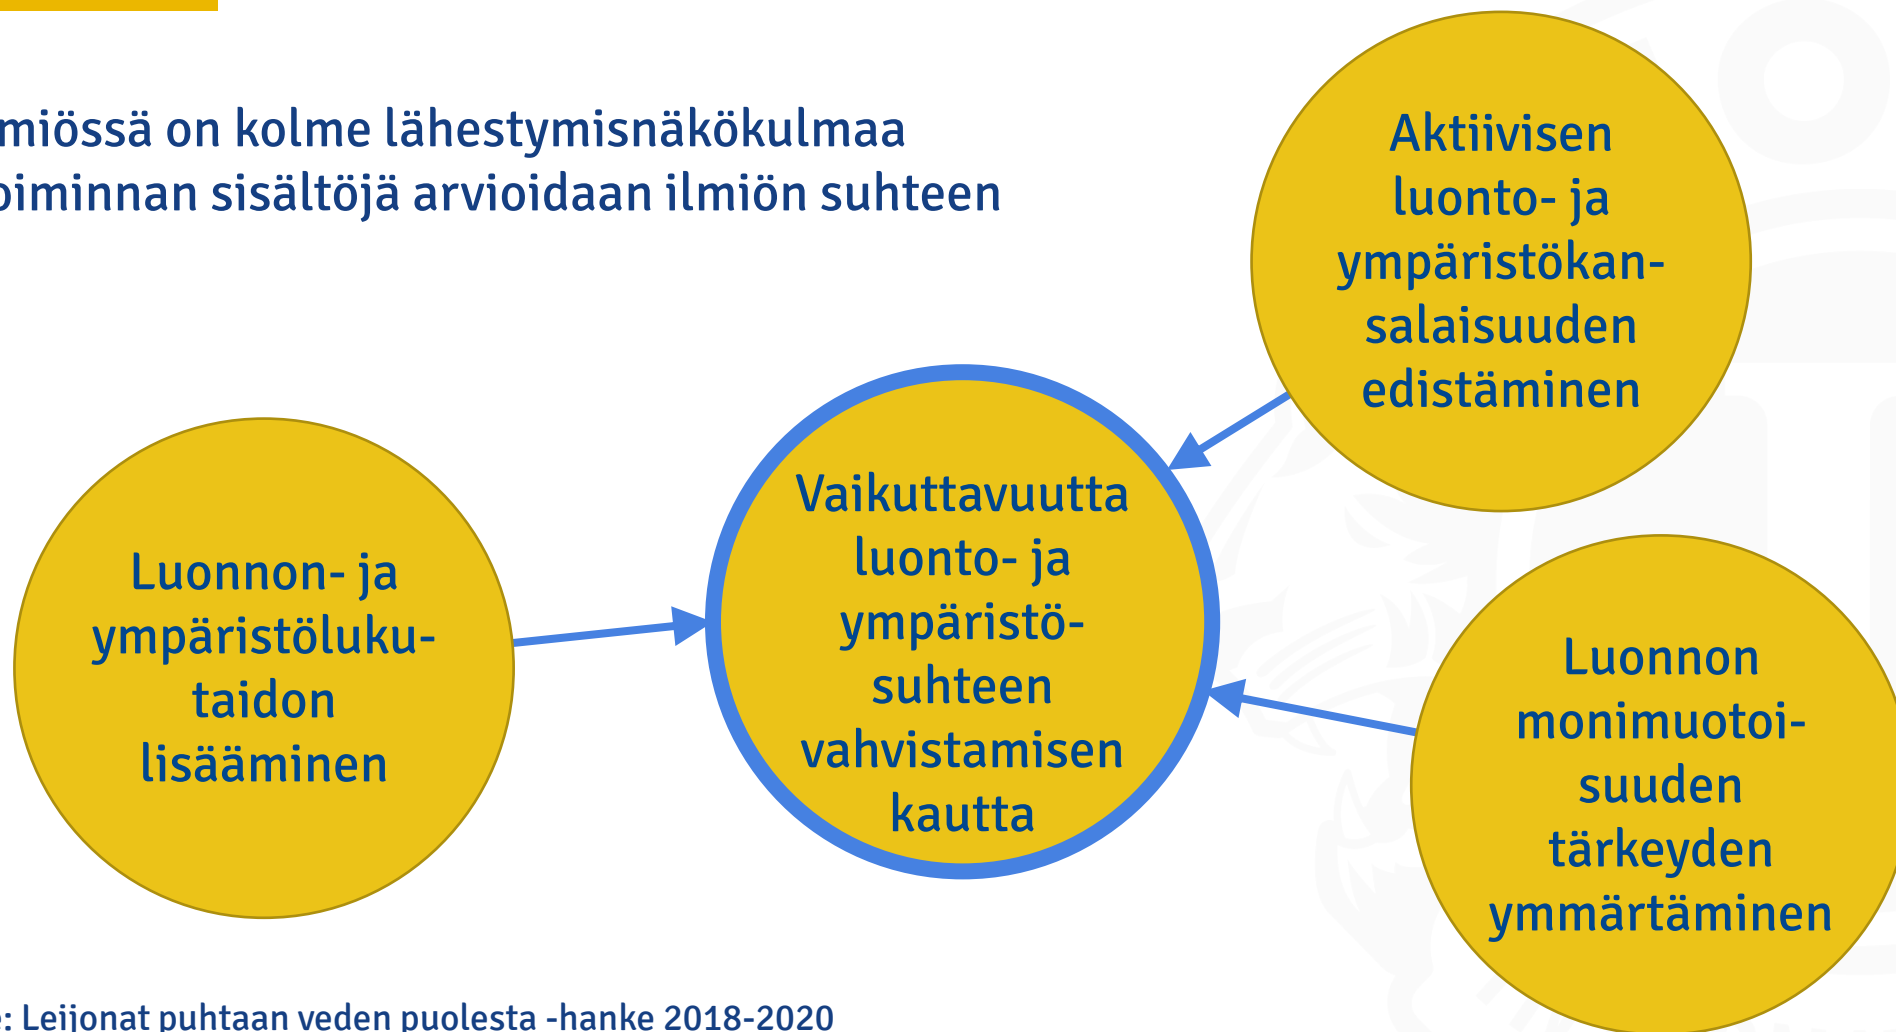 miössä on kolme lähestymisnäkökulmaa
oiminnan sisältöjä arvioidaan ilmiön suhteen
Aktiivisen
luonto- ja
ympäristökan-
salaisuuden
edistäminen
Vaikuttavuutta
luonto- ja
ympäristö-
suhteen
vahvistamisen
kautta
Luonnon- ja
ympäristöluku-
taidon
lisääminen
Luonnon
monimuotoi-
suuden
tärkeyden
ymmärtäminen
: Leijonat puhtaan veden puolesta -hanke 2018-2020